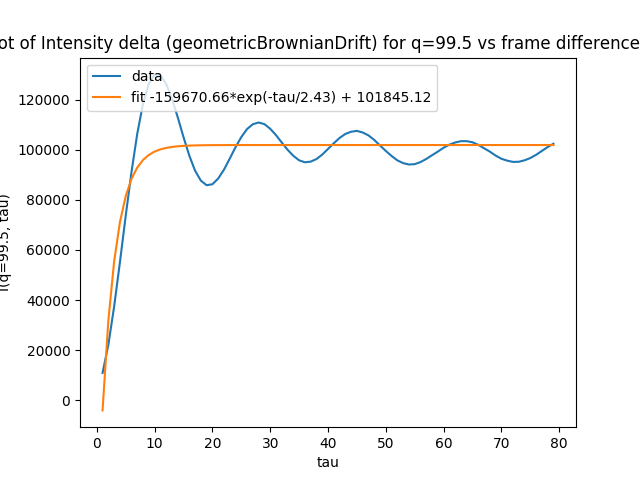 ot of Intensity delta (geometricBrownianDrift) for q=99.5 vs frame difference
data
fit -159670.66*exp(-tau/2.43) + 101845.12
120000
100000
80000
60000
40000
20000
0
I(q=99.5, tau)
0 10 20 30 40 50 60 70 80
tau